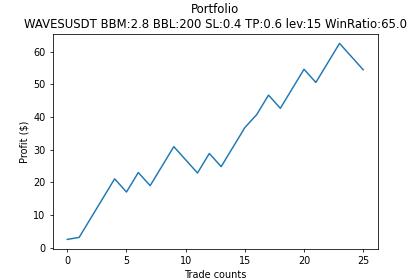 Portfolio
WAVESUSDT BBM:2.8 BBL:200 SL:0.4 TP:0.6 lev:15 WinRatio:65.0
Profit ($)
60
50
40
30
20
10
0
0 5 10 15 20 25
Trade counts